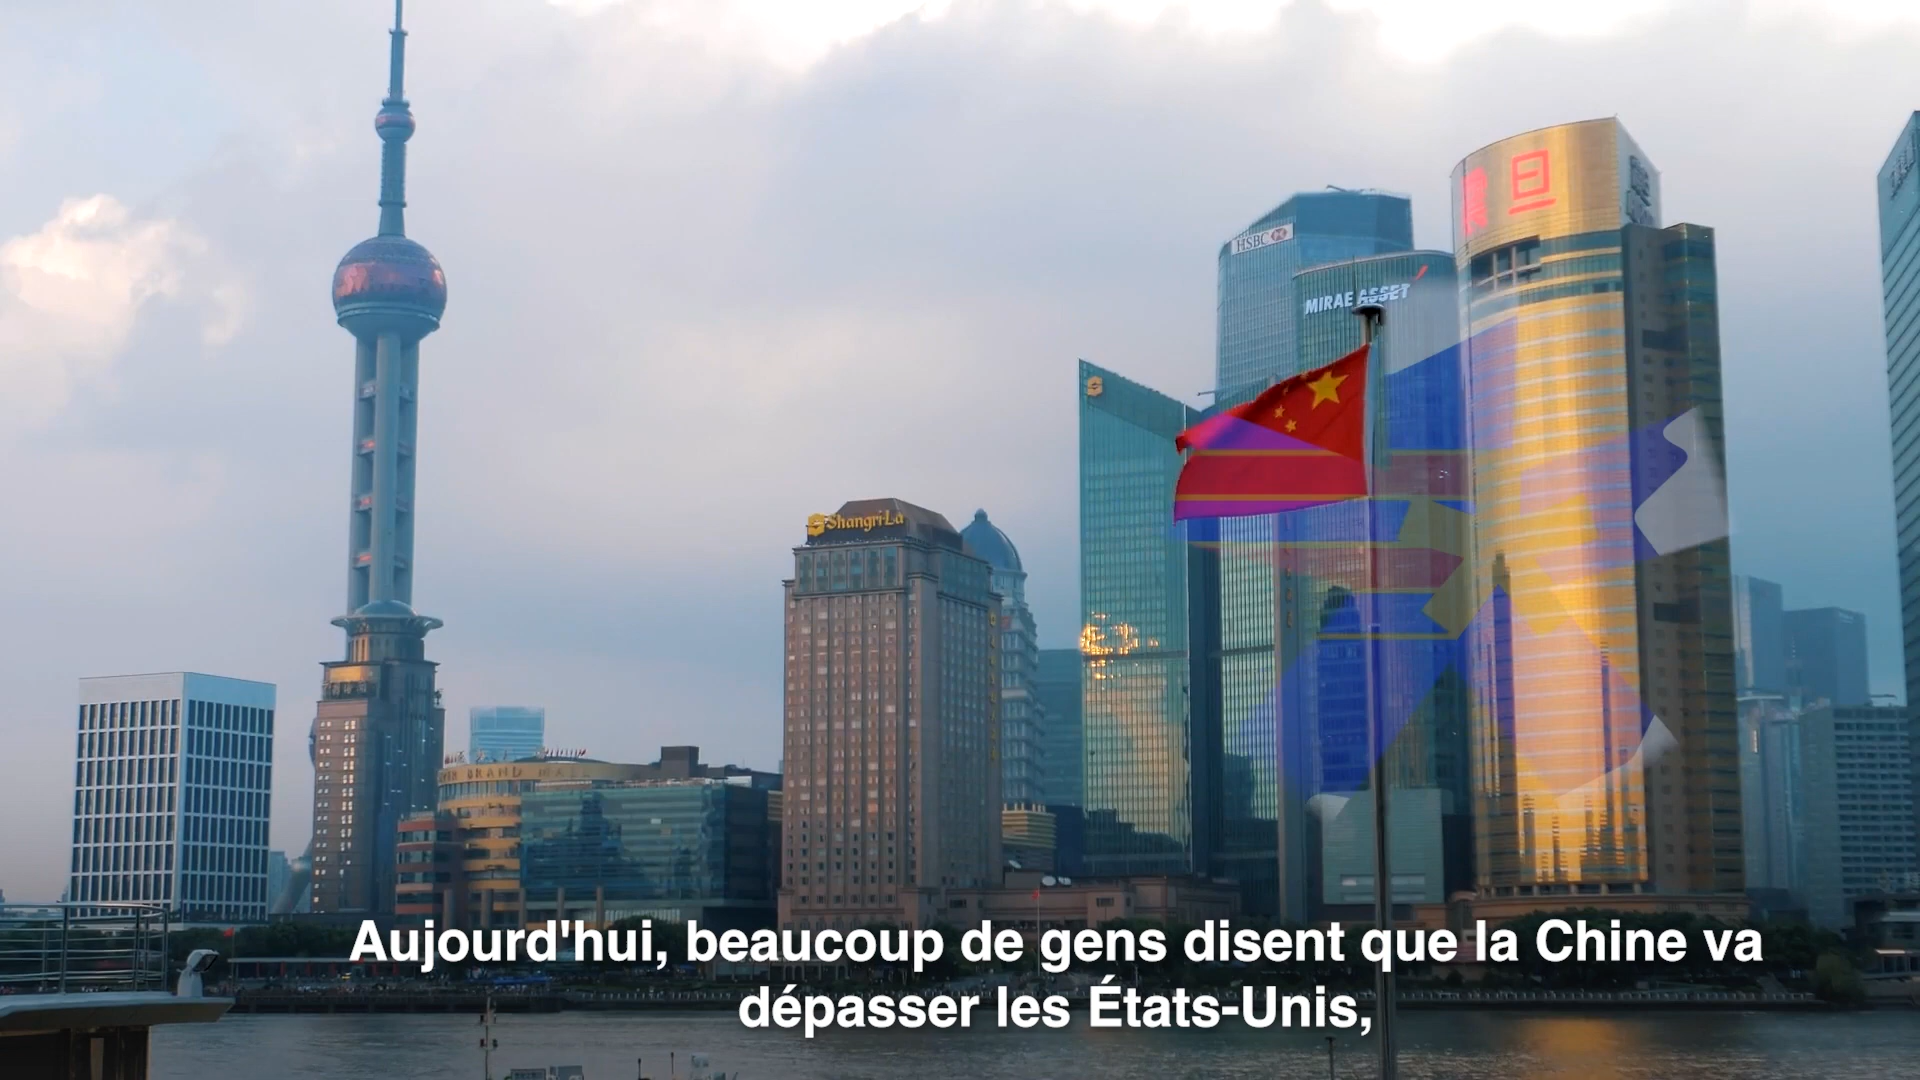 HSBC
MIRAE ASSET
旦
Shangri-La
Aujourd'hui, beaucoup de gens disent que la Chine va
dépasser les États-Unis,